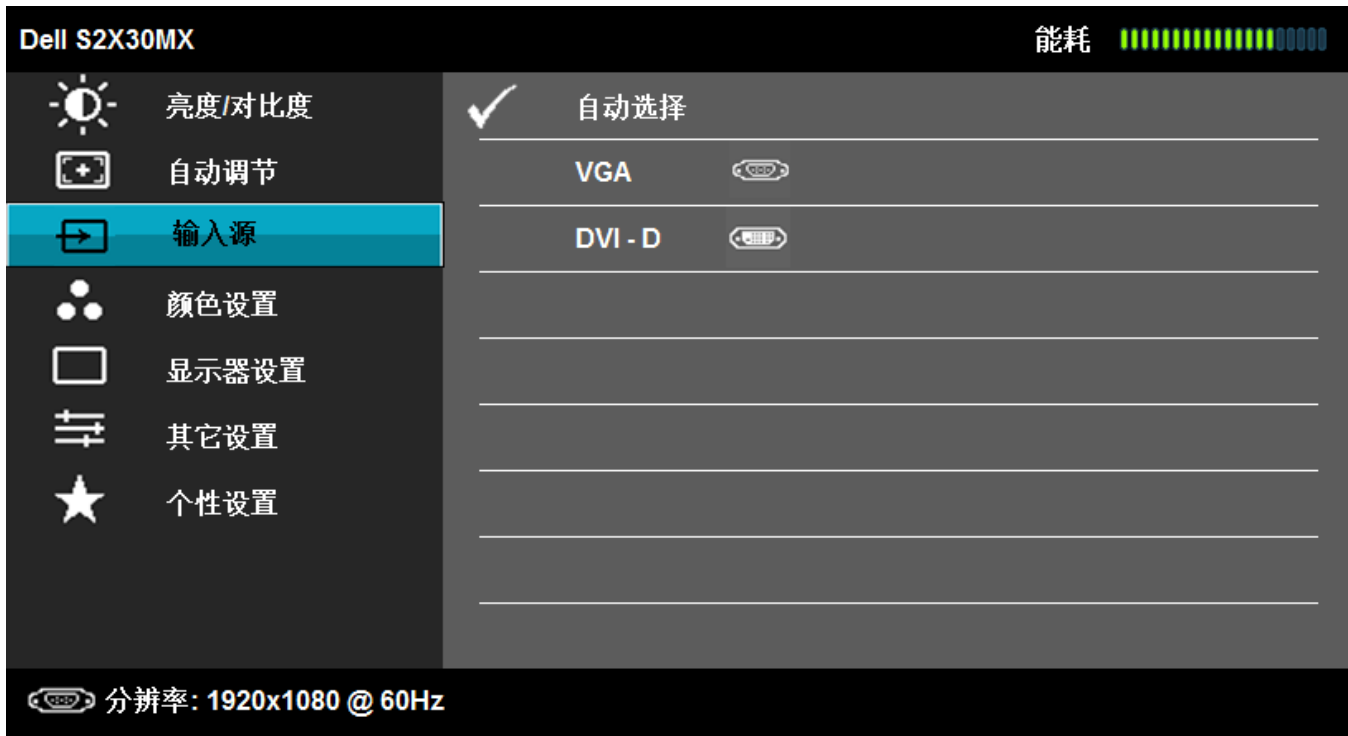 Dell S2X30MX 能耗
亮度/对比度
自动调节
输入源
颜色设置
显示器设置
其它设置
个性设置
自动选择
VGA
DVI - D
分辨率: 1920x1080 @ 60Hz